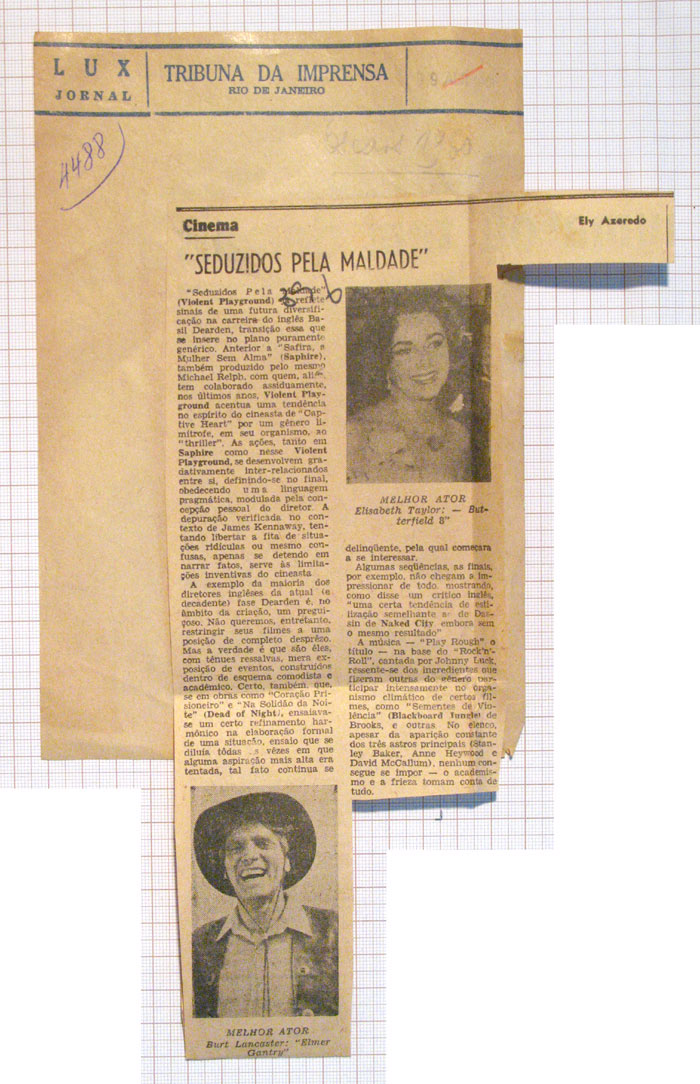 LUX
JORNAL
TRIBUNA DA IMPRENSA
RIO DE JANEIRO
4488
Cinema
Ely Azeredo
"SEDUZIDOS PELA MALDADE"
"Seduzidos Pela Maldade"
(Violent Playground) reflete
sinais de uma futura diversifi-
cação na carreira do inglês Ba-
sil Dearden, transição essa que
se insere no plano puramente
genérico. Anterior a "Safira, a
Mulher Sem Alma" (Saphire),
também produzido pelo mesmo
Michael Relph, com quem, aliás,
tem colaborado assiduamente,
nos últimos anos, Violent Play-
ground acentua uma tendência
no espírito do cineasta de "Cap-
tive Heart" por um gênero li-
mítrofe, em seu organismo, ao
"thriller". As ações, tanto em
Saphire como nesse Violent
Playground, se desenvolvem gra-
dativamente inter-relacionados
entre si, definindo-se no final,
obedecendo uma linguagem
pragmática, modulada pela con-
cepção pessoal do diretor. A
depuração verificada no con-
texto de James Kennaway, ten-
tando libertar a fita de situa-
ções ridículas ou mesmo con-
fusas, apenas se detendo em
narrar fatos, serve às limita-
ções inventivas do cineasta
A exemplo da maioria dos
diretores inglêses da atual (e
decadente) fase Dearden é, no
âmbito da criação, um pregui-
çoso. Não queremos, entretanto,
restringir seus filmes a uma
posição de completo desprêzo.
Mas a verdade é que são êles,
com tênues ressalvas, mera ex-
posição de eventos, construídos
dentro de esquema comodista e
acadêmico. Certo, também, que,
se em obras como "Coração Pri-
sioneiro" e "Na Solidão da Noi-
te" (Dead of Night), ensaiava-
se um certo refinamento har-
mônico na elaboração formal
de uma situação, ensaio que se
diluía tôdas as vêzes em que
alguma aspiração mais alta era
tentada, tal fato continua se
MELHOR ATOR
Burt Lancaster: "Elmer
Gantry"
MELHOR ATOR
Elisabeth Taylor: — But-
terfield 8"
delinqüente, pela qual começara
a se interessar.
Algumas seqüências, as finais,
por exemplo, não chegam a im-
pressionar de todo, mostrando,
como disse um crítico inglês,
"uma certa tendência de esti-
lização semelhante a de Das-
sin de Naked City embora sem
o mesmo resultado"
A música — "Play Rough" o
título — na base do "Rock'n'-
Roll", cantada por Johnny Luck,
ressente-se dos ingredientes que
fizeram outras do gênero par-
ticipar intensamente no orga-
nismo climático de certos fil-
mes, como "Sementes de Vio-
lência" (Blackboard Jungle) de
Brooks, e outras. No elenco,
apesar da aparição constante
dos três astros principais (Stan-
ley Baker, Anne Heywood e
David McCallum), nenhum con-
segue se impor — o academis-
mo e a frieza tomam conta de
tudo.